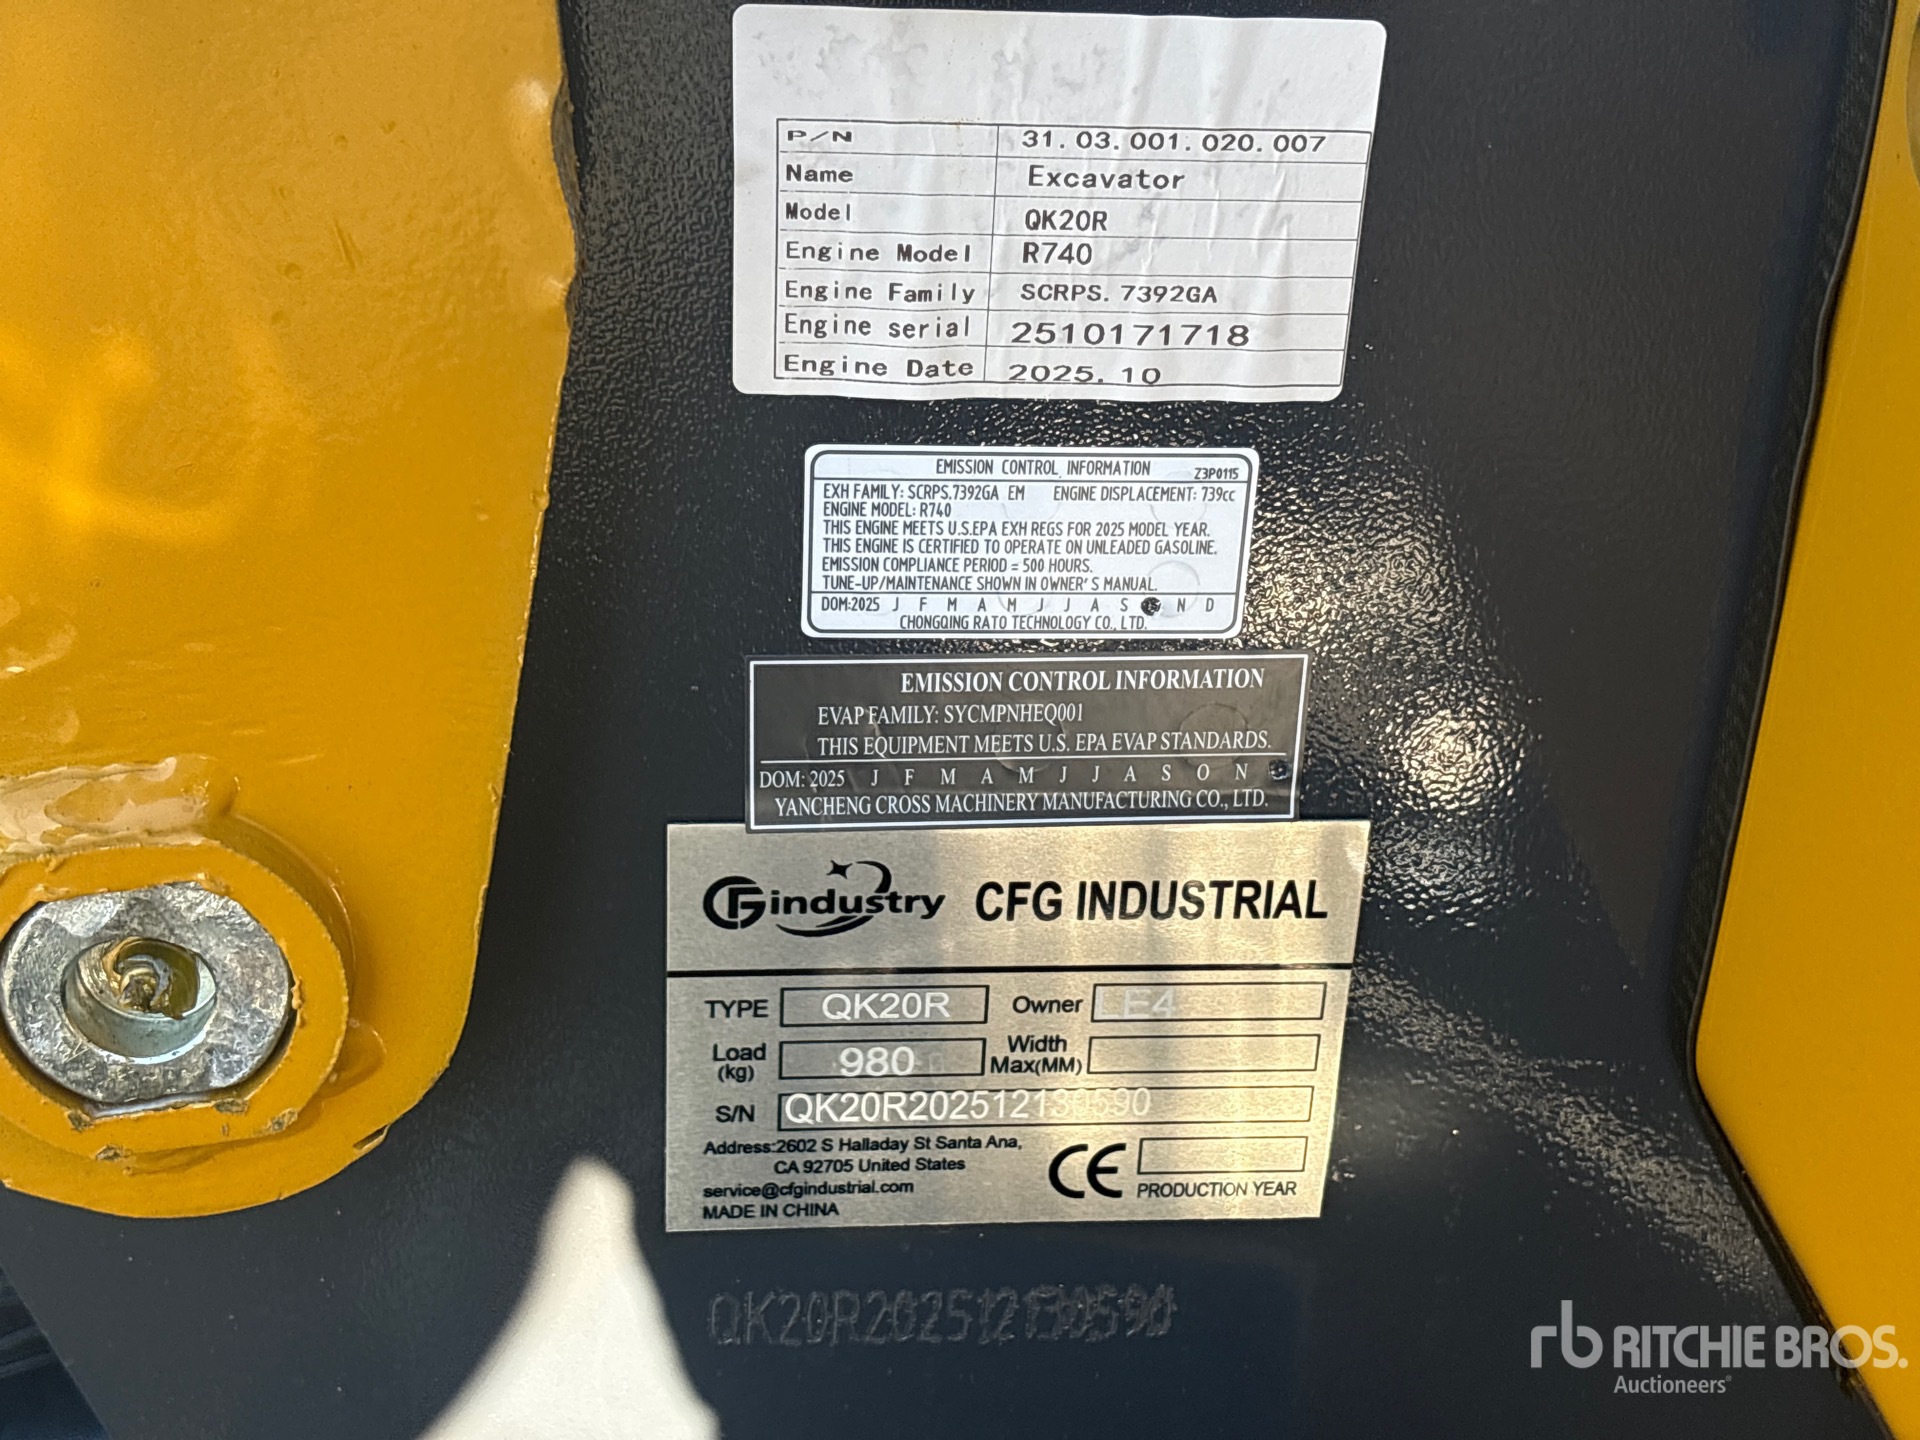 P/N 31.03.001.020.007
Name Excavator
Model QK20R
Engine Model R740
Engine Family SCRPS.7392GA
Engine serial 2510171718
Engine Date 2025.10
EMISSION CONTROL INFORMATION Z3P0115
EXH FAMILY: SCRPS.7392GA EM ENGINE DISPLACEMENT: 739cc
ENGINE MODEL: R740
THIS ENGINE MEETS U.S.EPA EXH REGS FOR 2025 MODEL YEAR.
THIS ENGINE IS CERTIFIED TO OPERATE ON UNLEADED GASOLINE.
EMISSION COMPLIANCE PERIOD = 500 HOURS.
TUNE-UP/MAINTENANCE SHOWN IN OWNER'S MANUAL.
DOM:2025 J F M A M J J A S N D
CHONGQING RATO TECHNOLOGY CO., LTD.
EMISSION CONTROL INFORMATION
EVAP FAMILY: SYCMPNHEQ001
THIS EQUIPMENT MEETS U.S. EPA EVAP STANDARDS.
DOM: 2025 J F M A M J J A S O N
YANCHENG CROSS MACHINERY MANUFACTURING CO., LTD.
CFG industry CFG INDUSTRIAL
TYPE QK20R Owner LE4
Load (kg) 980 Width Max(MM)
S/N QK20R202512130590
Address:2602 S Halladay St Santa Ana,
CA 92705 United States
service@cfgindustrial.com
MADE IN CHINA
CE PRODUCTION YEAR
QK20R202512130590
rb RITCHIE BROS.
Auctioneers